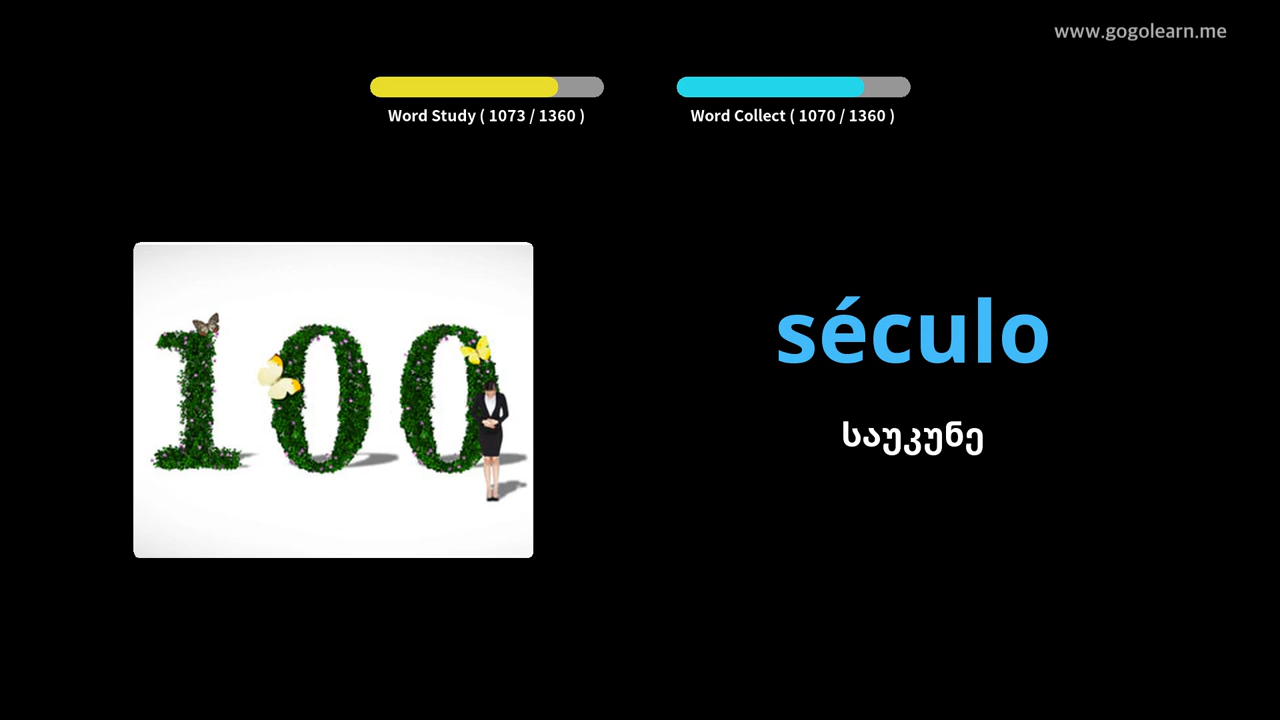 www.gogolearn.me
Word Study ( 1073 / 1360 )
Word Collect ( 1070 / 1360 )
100
século
საუკუნე